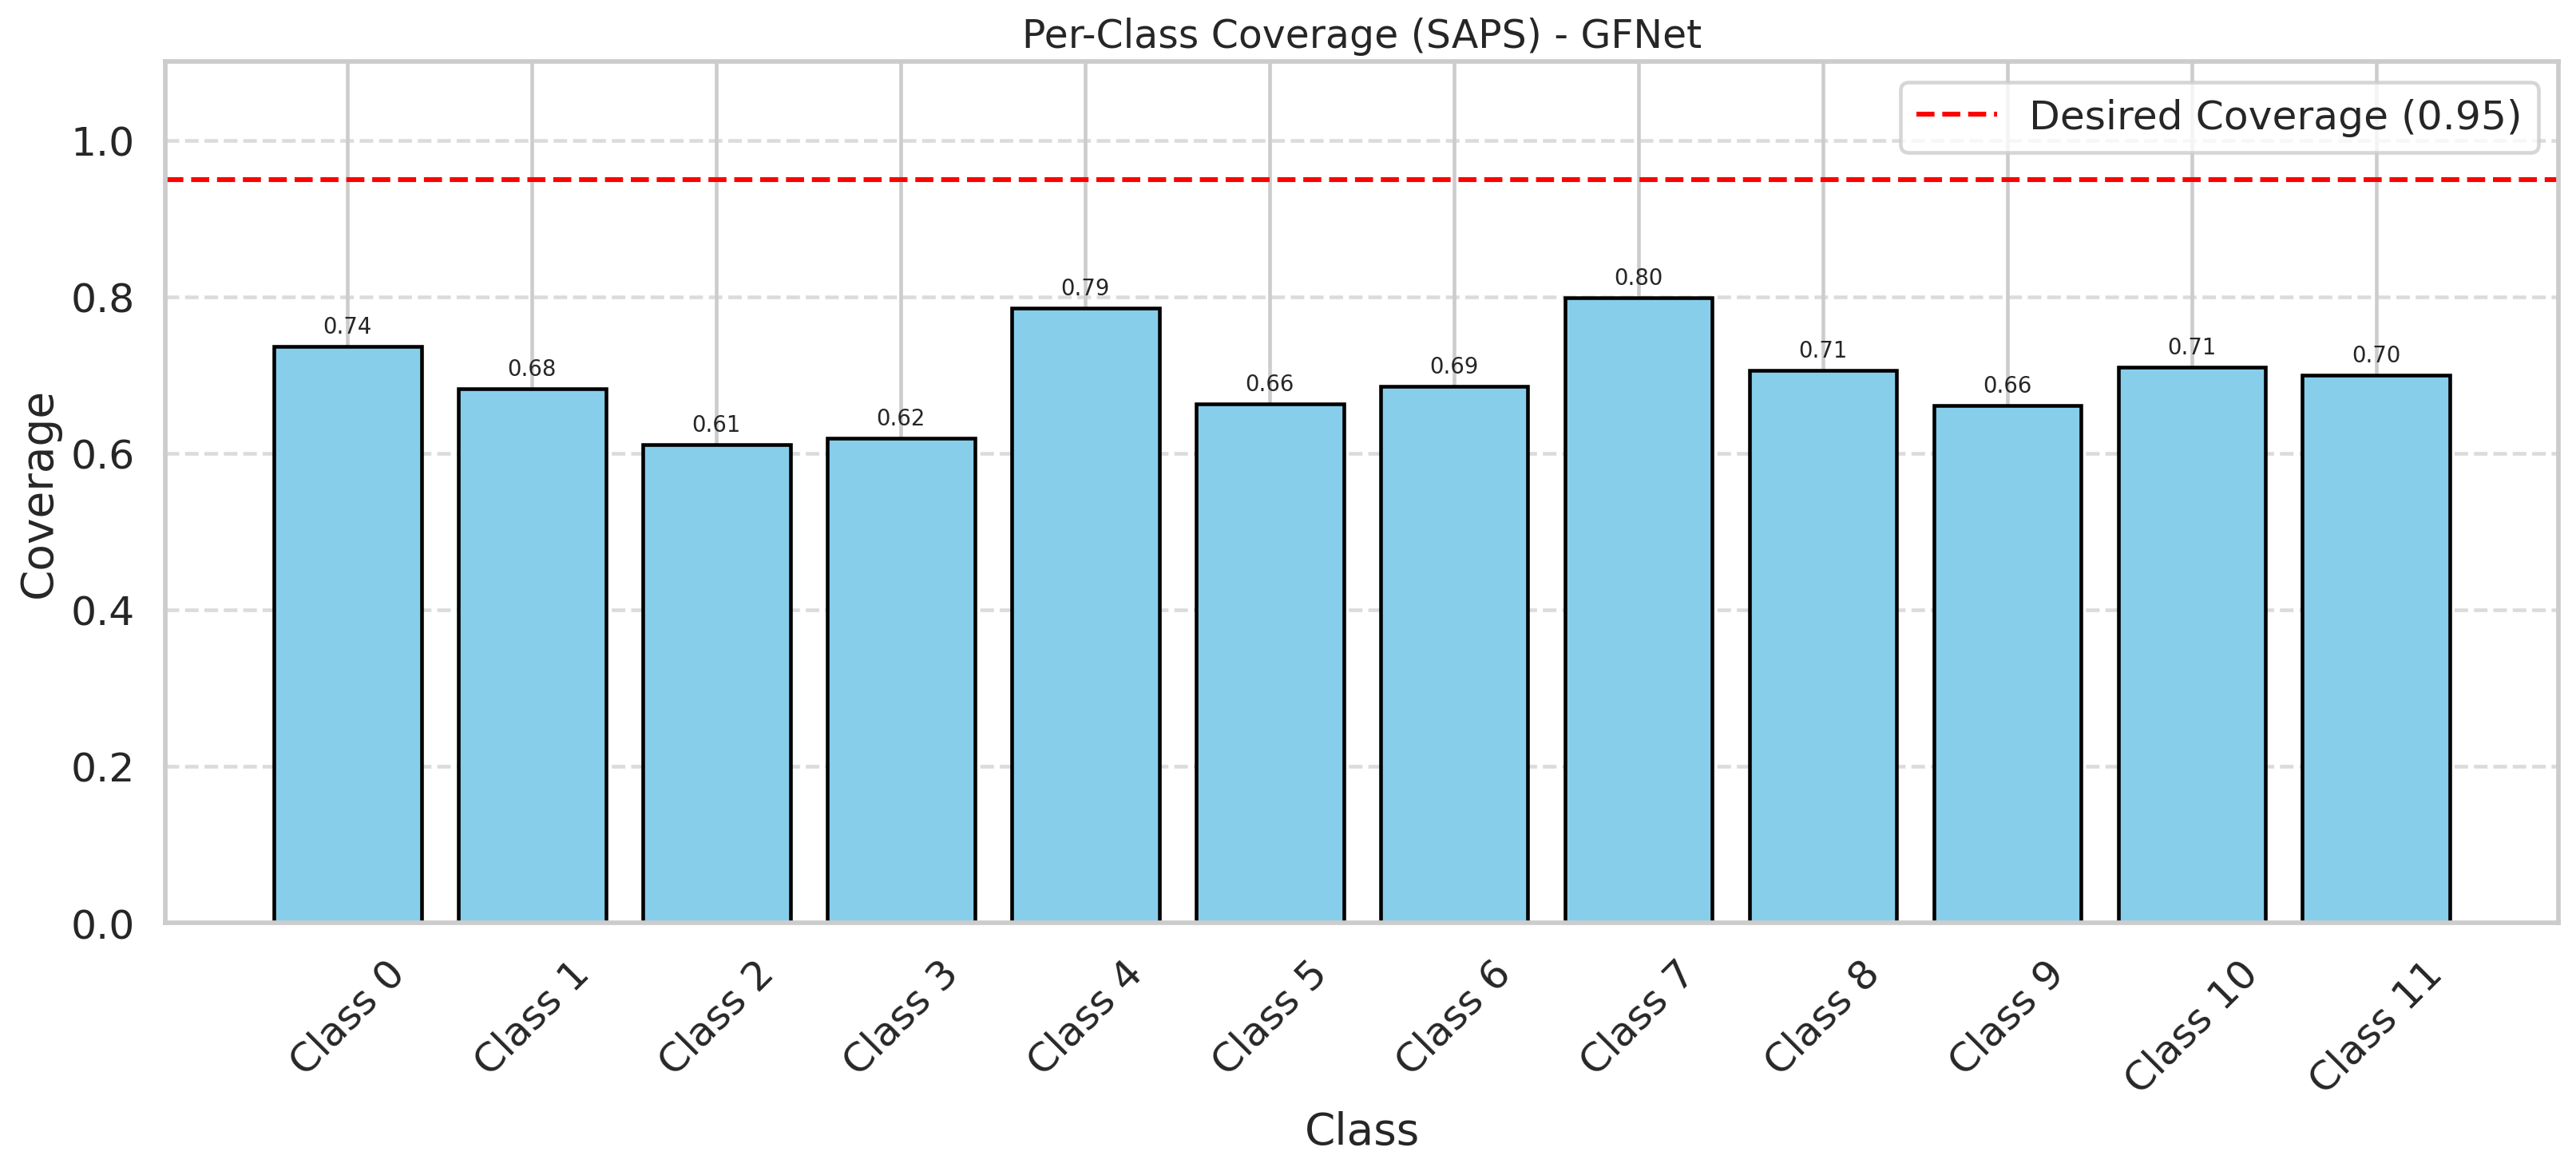 Per-Class Coverage (SAPS) - GFNet
Desired Coverage (0.95)
Coverage
1.0
0.8
0.6
0.4
0.2
0.0
0.74
0.68
0.61
0.62
0.79
0.66
0.69
0.80
0.71
0.66
0.71
0.70
Class 0
Class 1
Class 2
Class 3
Class 4
Class 5
Class 6
Class 7
Class 8
Class 9
Class 10
Class 11
Class